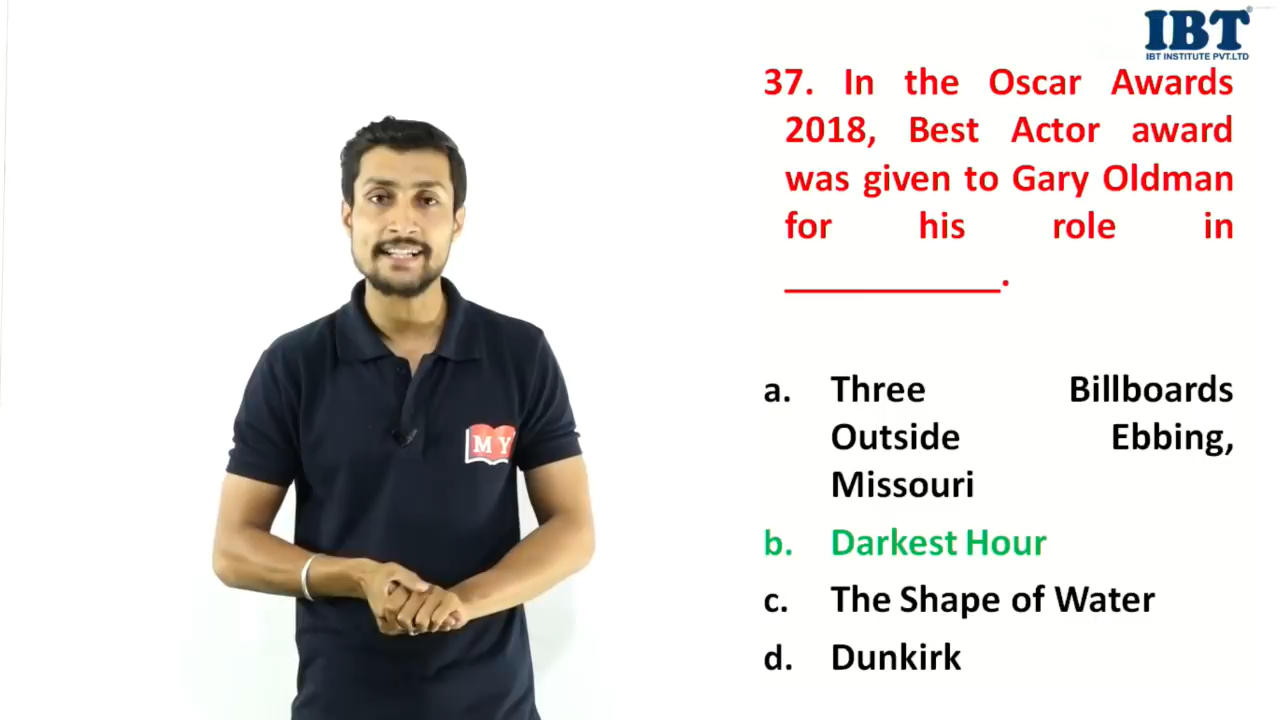 IBT
IBT INSTITUTE PVT.LTD
37. In the Oscar Awards
2018, Best Actor award
was given to Gary Oldman
for his role in
____________.
a. Three Billboards
Outside Ebbing,
Missouri
b. Darkest Hour
c. The Shape of Water
d. Dunkirk
M Y